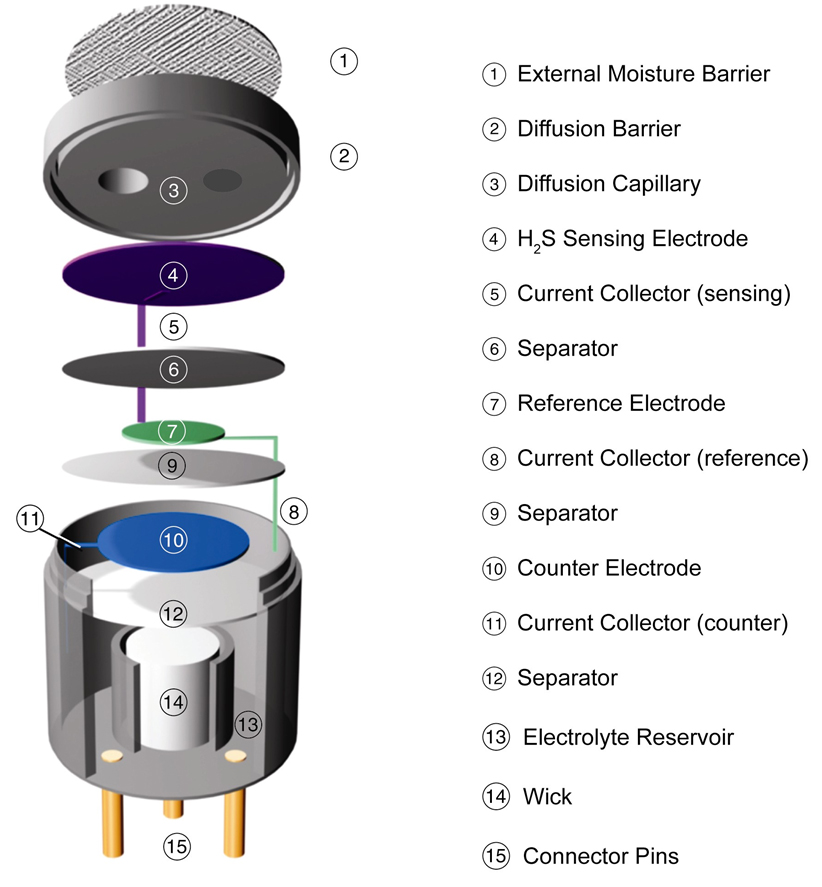 ①
②
③
④
⑤
⑥
⑦
⑨
⑧
⑪
⑩
⑫
⑭
⑬
⑮
① External Moisture Barrier
② Diffusion Barrier
③ Diffusion Capillary
④ H₂S Sensing Electrode
⑤ Current Collector (sensing)
⑥ Separator
⑦ Reference Electrode
⑧ Current Collector (reference)
⑨ Separator
⑩ Counter Electrode
⑪ Current Collector (counter)
⑫ Separator
⑬ Electrolyte Reservoir
⑭ Wick
⑮ Connector Pins